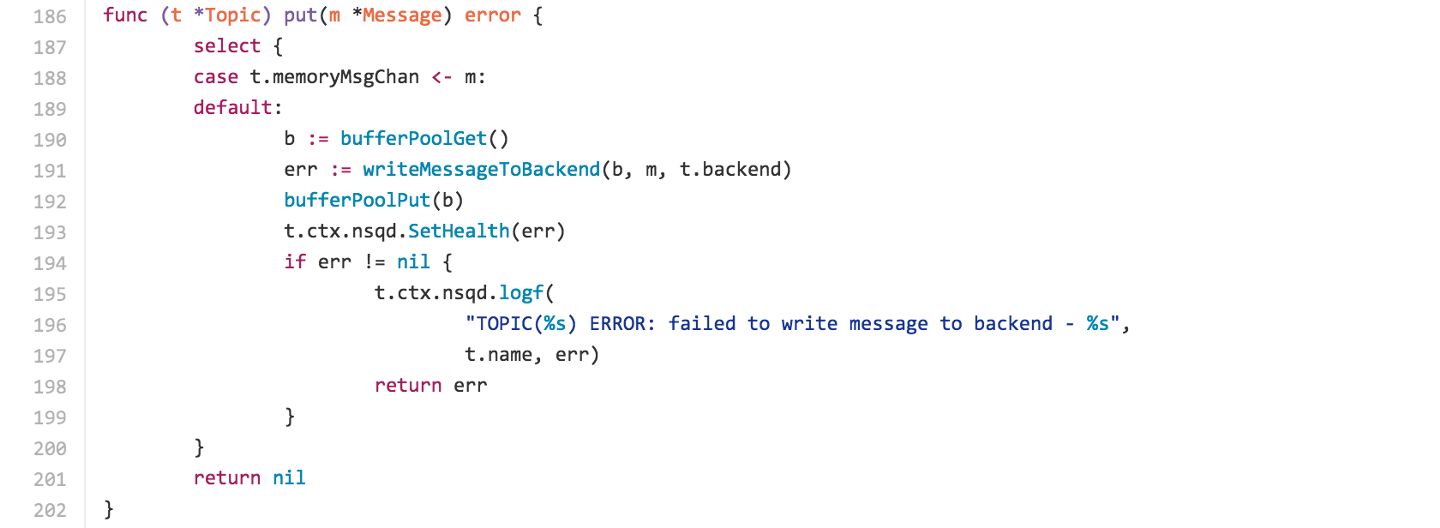 186 func (t *Topic) put(m *Message) error {
187 select {
188 case t.memoryMsgChan <- m:
189 default:
190 b := bufferPoolGet()
191 err := writeMessageToBackend(b, m, t.backend)
192 bufferPoolPut(b)
193 t.ctx.nsqd.SetHealth(err)
194 if err != nil {
195 t.ctx.nsqd.logf(
196 "TOPIC(%s) ERROR: failed to write message to backend - %s",
197 t.name, err)
198 return err
199 }
200 }
201 return nil
202 }